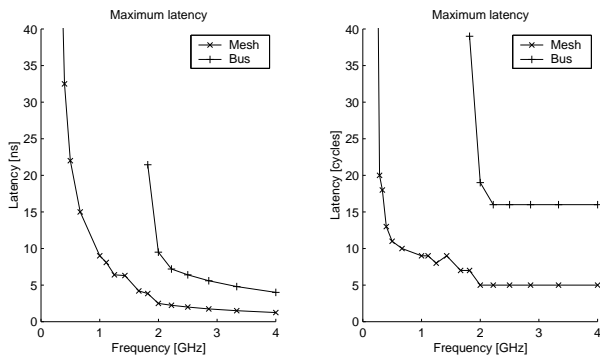 Maximum latency
40
35
30
25
20
15
10
5
0
Latency [ns]
0 1 2 3 4
Frequency [GHz]
Mesh
Bus
Maximum latency
40
35
30
25
20
15
10
5
0
Latency [cycles]
0 1 2 3 4
Frequency [GHz]
Mesh
Bus